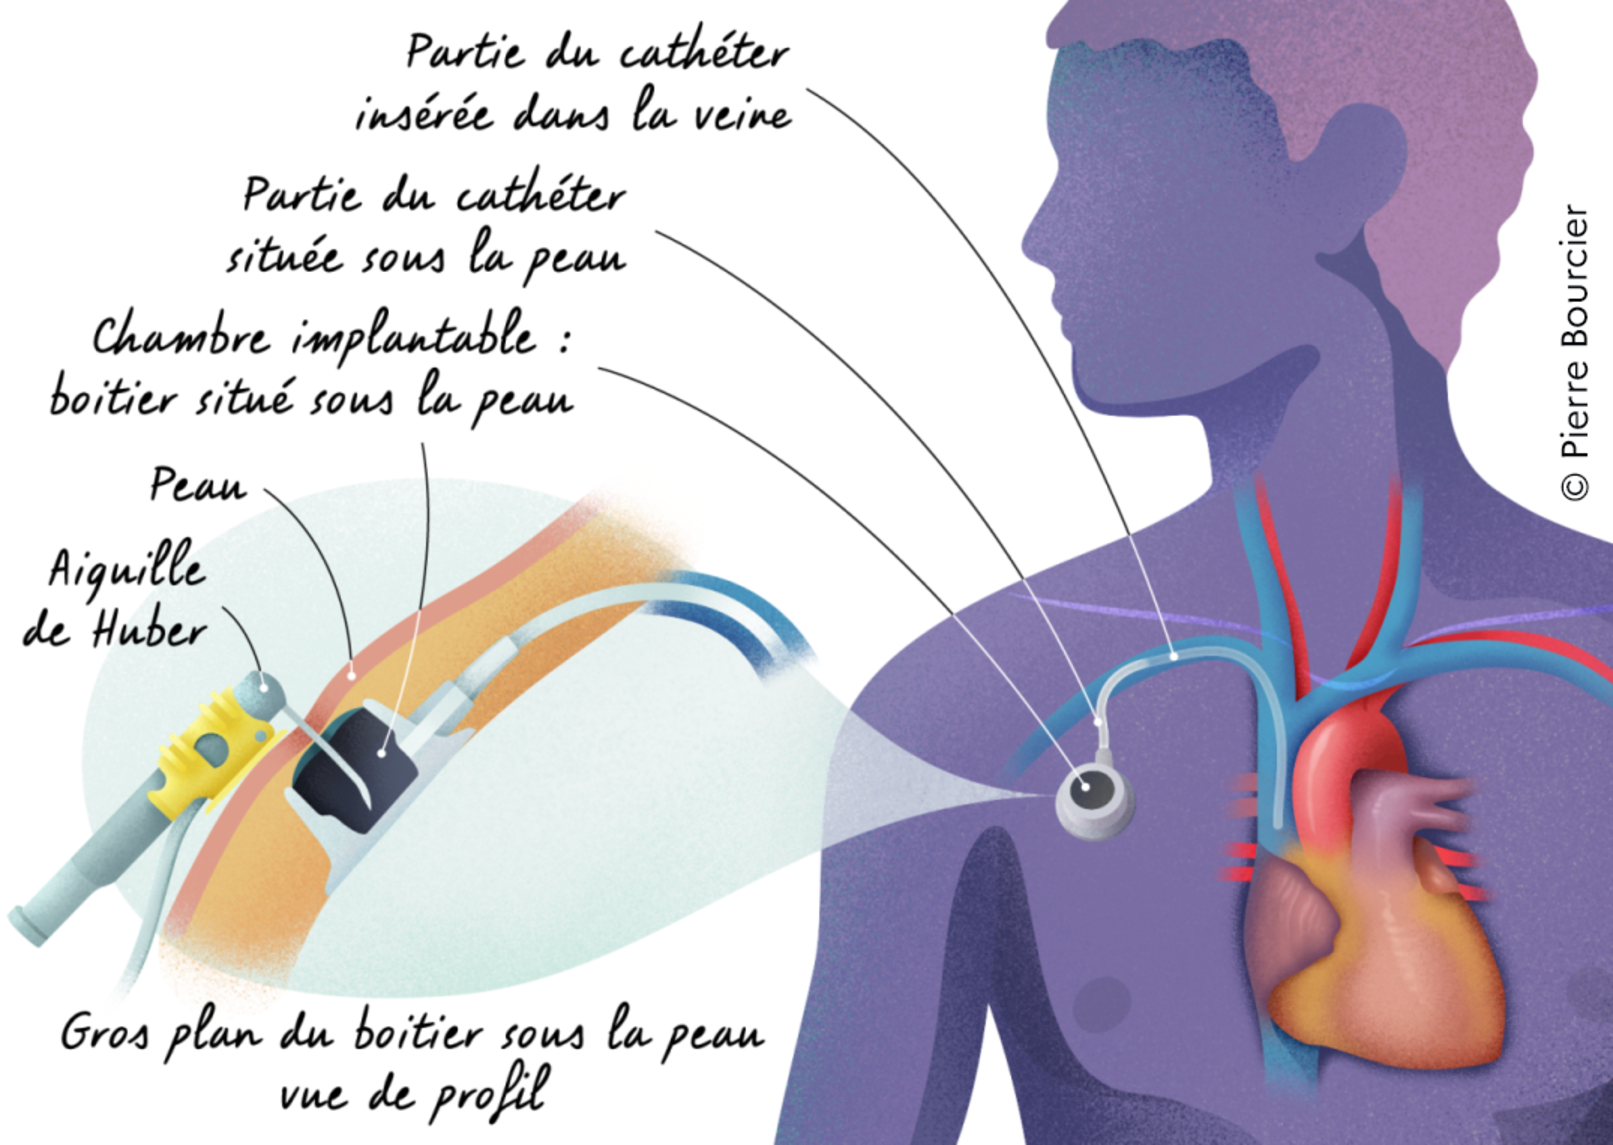 Partie du cathéter
insérée dans la veine
Partie du cathéter
située sous la peau
Chambre implantable :
boitier situé sous la peau
Peau
Aiguille
de Huber
Gros plan du boitier sous la peau
vue de profil
© Pierre Bourcier